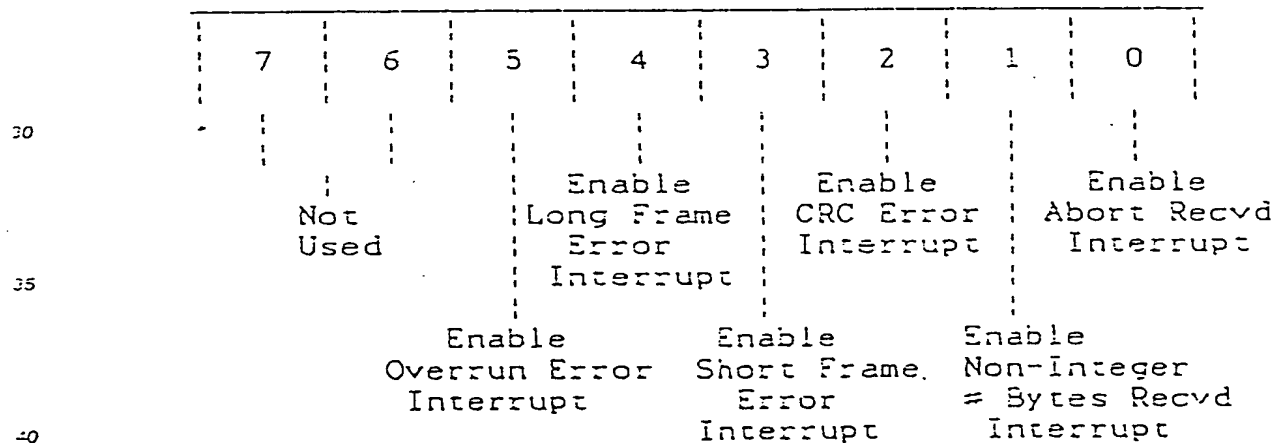 7 6 5 4 3 2 1 0
30
Enable Enable Enable
Not Long Frame CRC Error Abort Recvd
Used Error Interrupt Interrupt
Interrupt
35
Enable Enable Enable
Overrun Error Short Frame Non-Integer
Interrupt Error # Bytes Recvd
Interrupt Interrupt
40